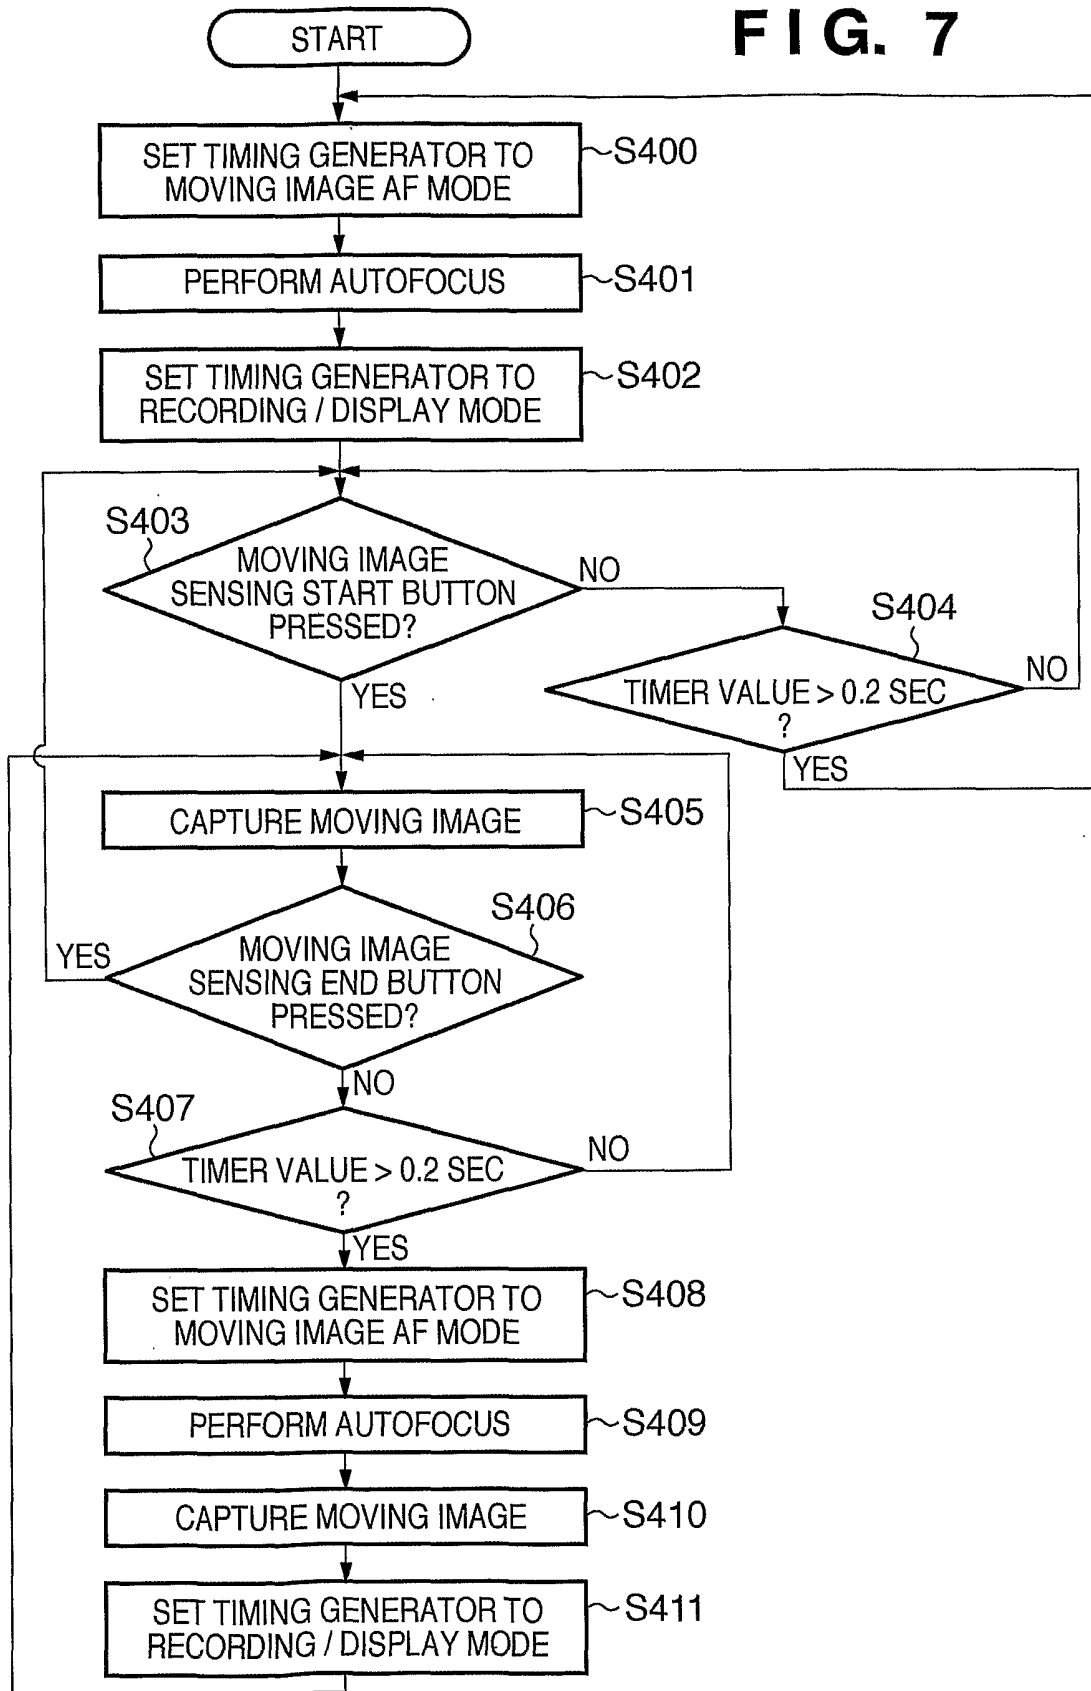 FIG. 7
START
SET TIMING GENERATOR TO
MOVING IMAGE AF MODE
S400
PERFORM AUTOFOCUS
S401
SET TIMING GENERATOR TO
RECORDING / DISPLAY MODE
S402
S403
MOVING IMAGE
SENSING START BUTTON
PRESSED?
NO
YES
S404
TIMER VALUE > 0.2 SEC
?
NO
YES
CAPTURE MOVING IMAGE
S405
S406
MOVING IMAGE
SENSING END BUTTON
PRESSED?
YES
NO
S407
TIMER VALUE > 0.2 SEC
?
NO
YES
SET TIMING GENERATOR TO
MOVING IMAGE AF MODE
S408
PERFORM AUTOFOCUS
S409
CAPTURE MOVING IMAGE
S410
SET TIMING GENERATOR TO
RECORDING / DISPLAY MODE
S411